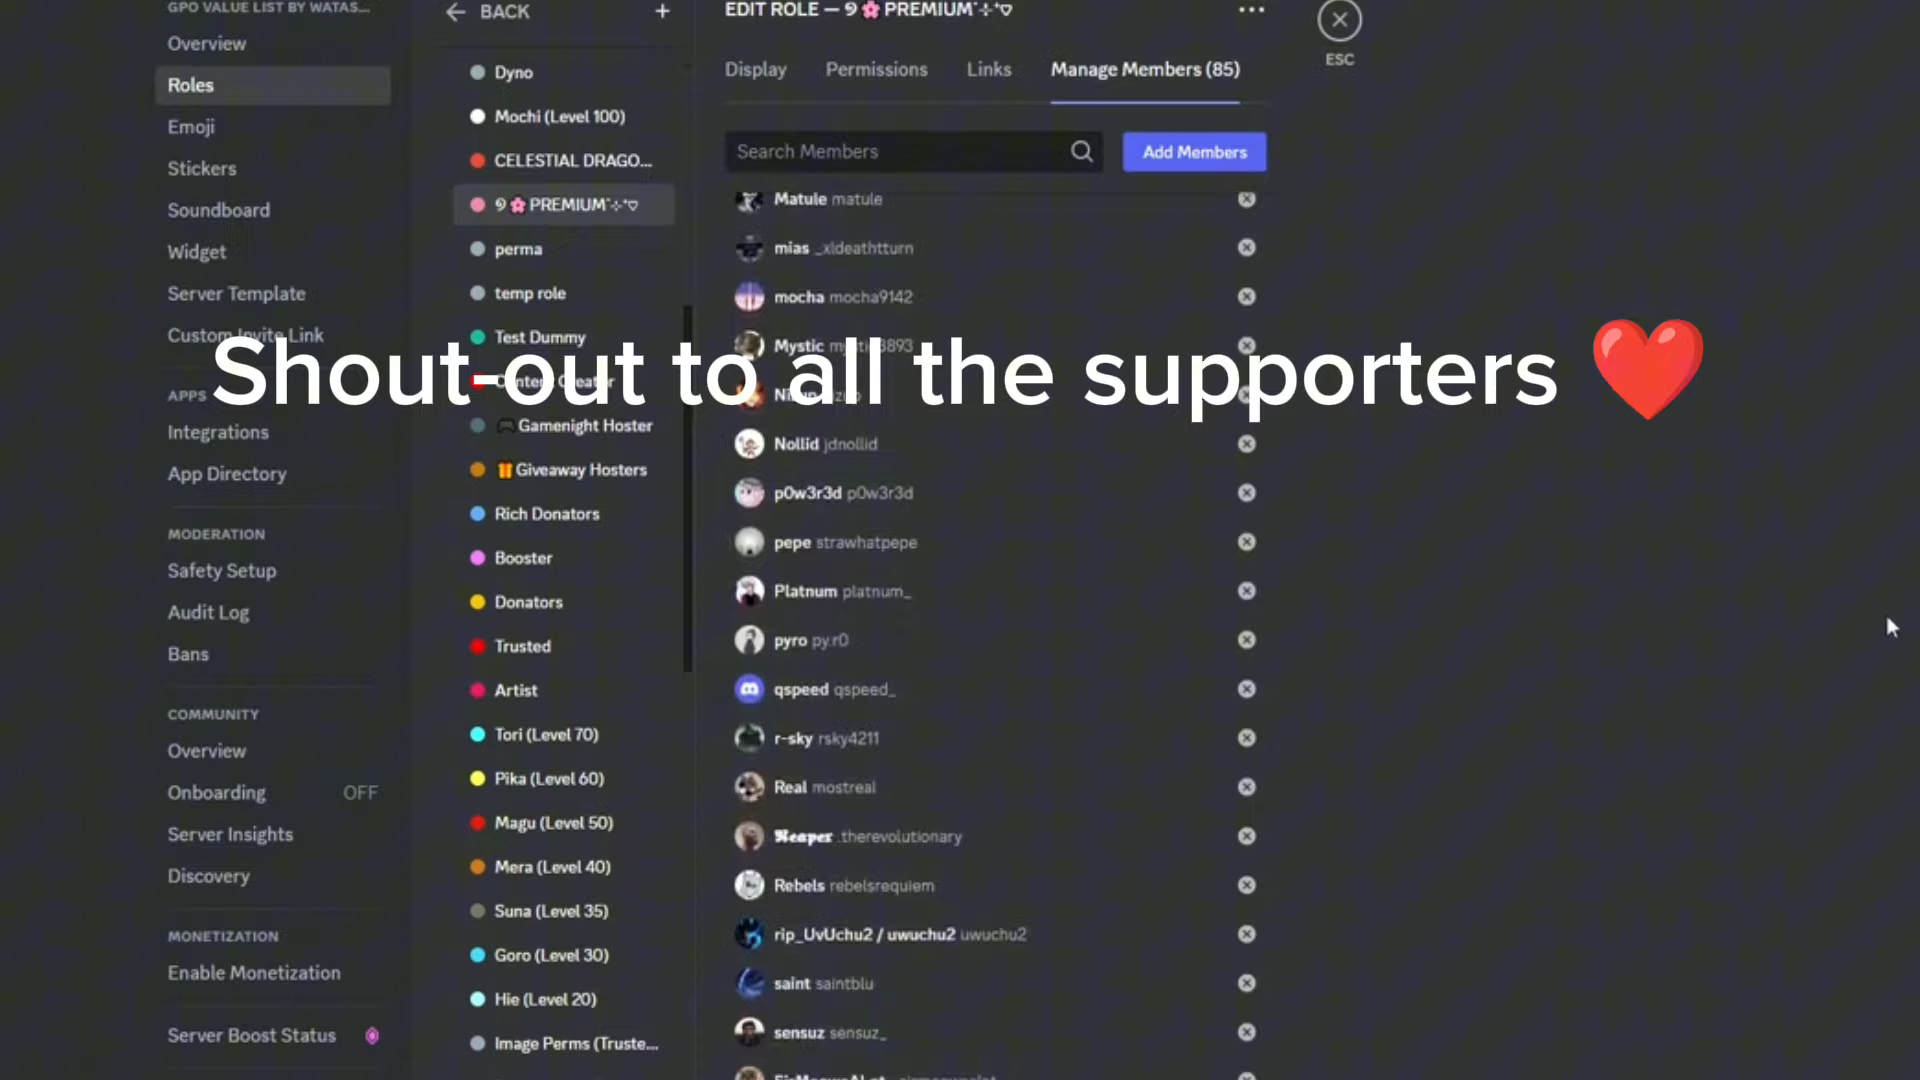 GPO VALUE LIST BY WATAS...
Overview
Roles
Emoji
Stickers
Soundboard
Widget
Server Template
Custom Invite Link
APPS
Integrations
App Directory
MODERATION
Safety Setup
Audit Log
Bans
COMMUNITY
Overview
Onboarding OFF
Server Insights
Discovery
MONETIZATION
Enable Monetization
Server Boost Status
← BACK +
Dyno
Mochi (Level 100)
CELESTIAL DRAGO...
୨🌸PREMIUM˚⊹⁺♡
perma
temp role
Test Dummy
Content Creator
🎮Gamenight Hoster
🎁Giveaway Hosters
Rich Donators
Booster
Donators
Trusted
Artist
Tori (Level 70)
Pika (Level 60)
Magu (Level 50)
Mera (Level 40)
Suna (Level 35)
Goro (Level 30)
Hie (Level 20)
Image Perms (Truste...
EDIT ROLE — ୨🌸PREMIUM˚⊹⁺♡
Display Permissions Links Manage Members (85)
Search Members
Add Members
Matule matule
mias _xldeathtturn
mocha mocha9142
Mystic
Nollid jdnollid
p0w3r3d p0w3r3d
pepe strawhatpepe
Platnum platnum_
pyro py.r0
qspeed qspeed_
r-sky rsky4211
Real mostreal
𝕽𝖊𝖆𝖕𝖊𝖗 .therevolutionary
Rebels rebelsrequiem
rip_UvUchu2 / uwuchu2 uwuchu2
saint saintblu
sensuz sensuz_
ESC
Shout-out to all the supporters ❤️